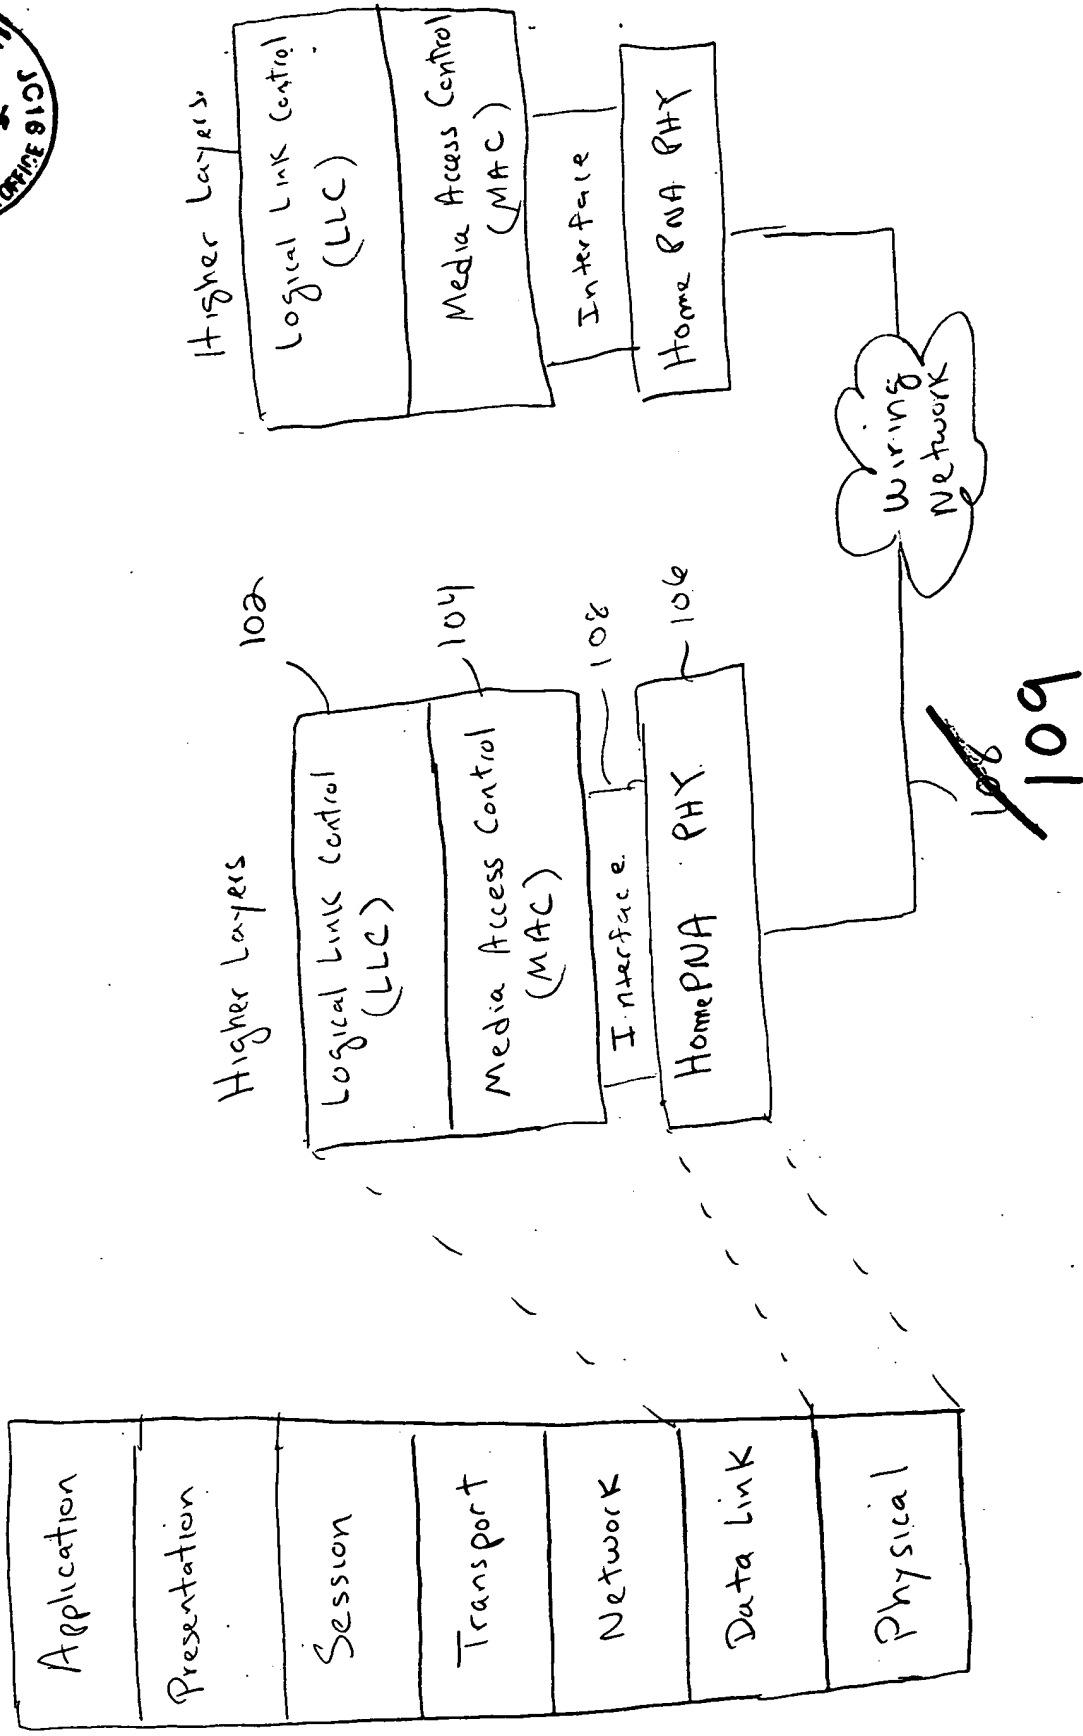 Application
Presentation
Session
Transport
Network
Data Link
Physical
Higher Layers
Logical Link Control
(LLC)
Media Access Control
(MAC)
Interface
HomePNA PHY
102
104
108
106
109
Higher Layers
Logical Link Control
(LLC)
Media Access Control
(MAC)
Interface
Home PNA PHY
Wiring
Network
JC18
OFFICE